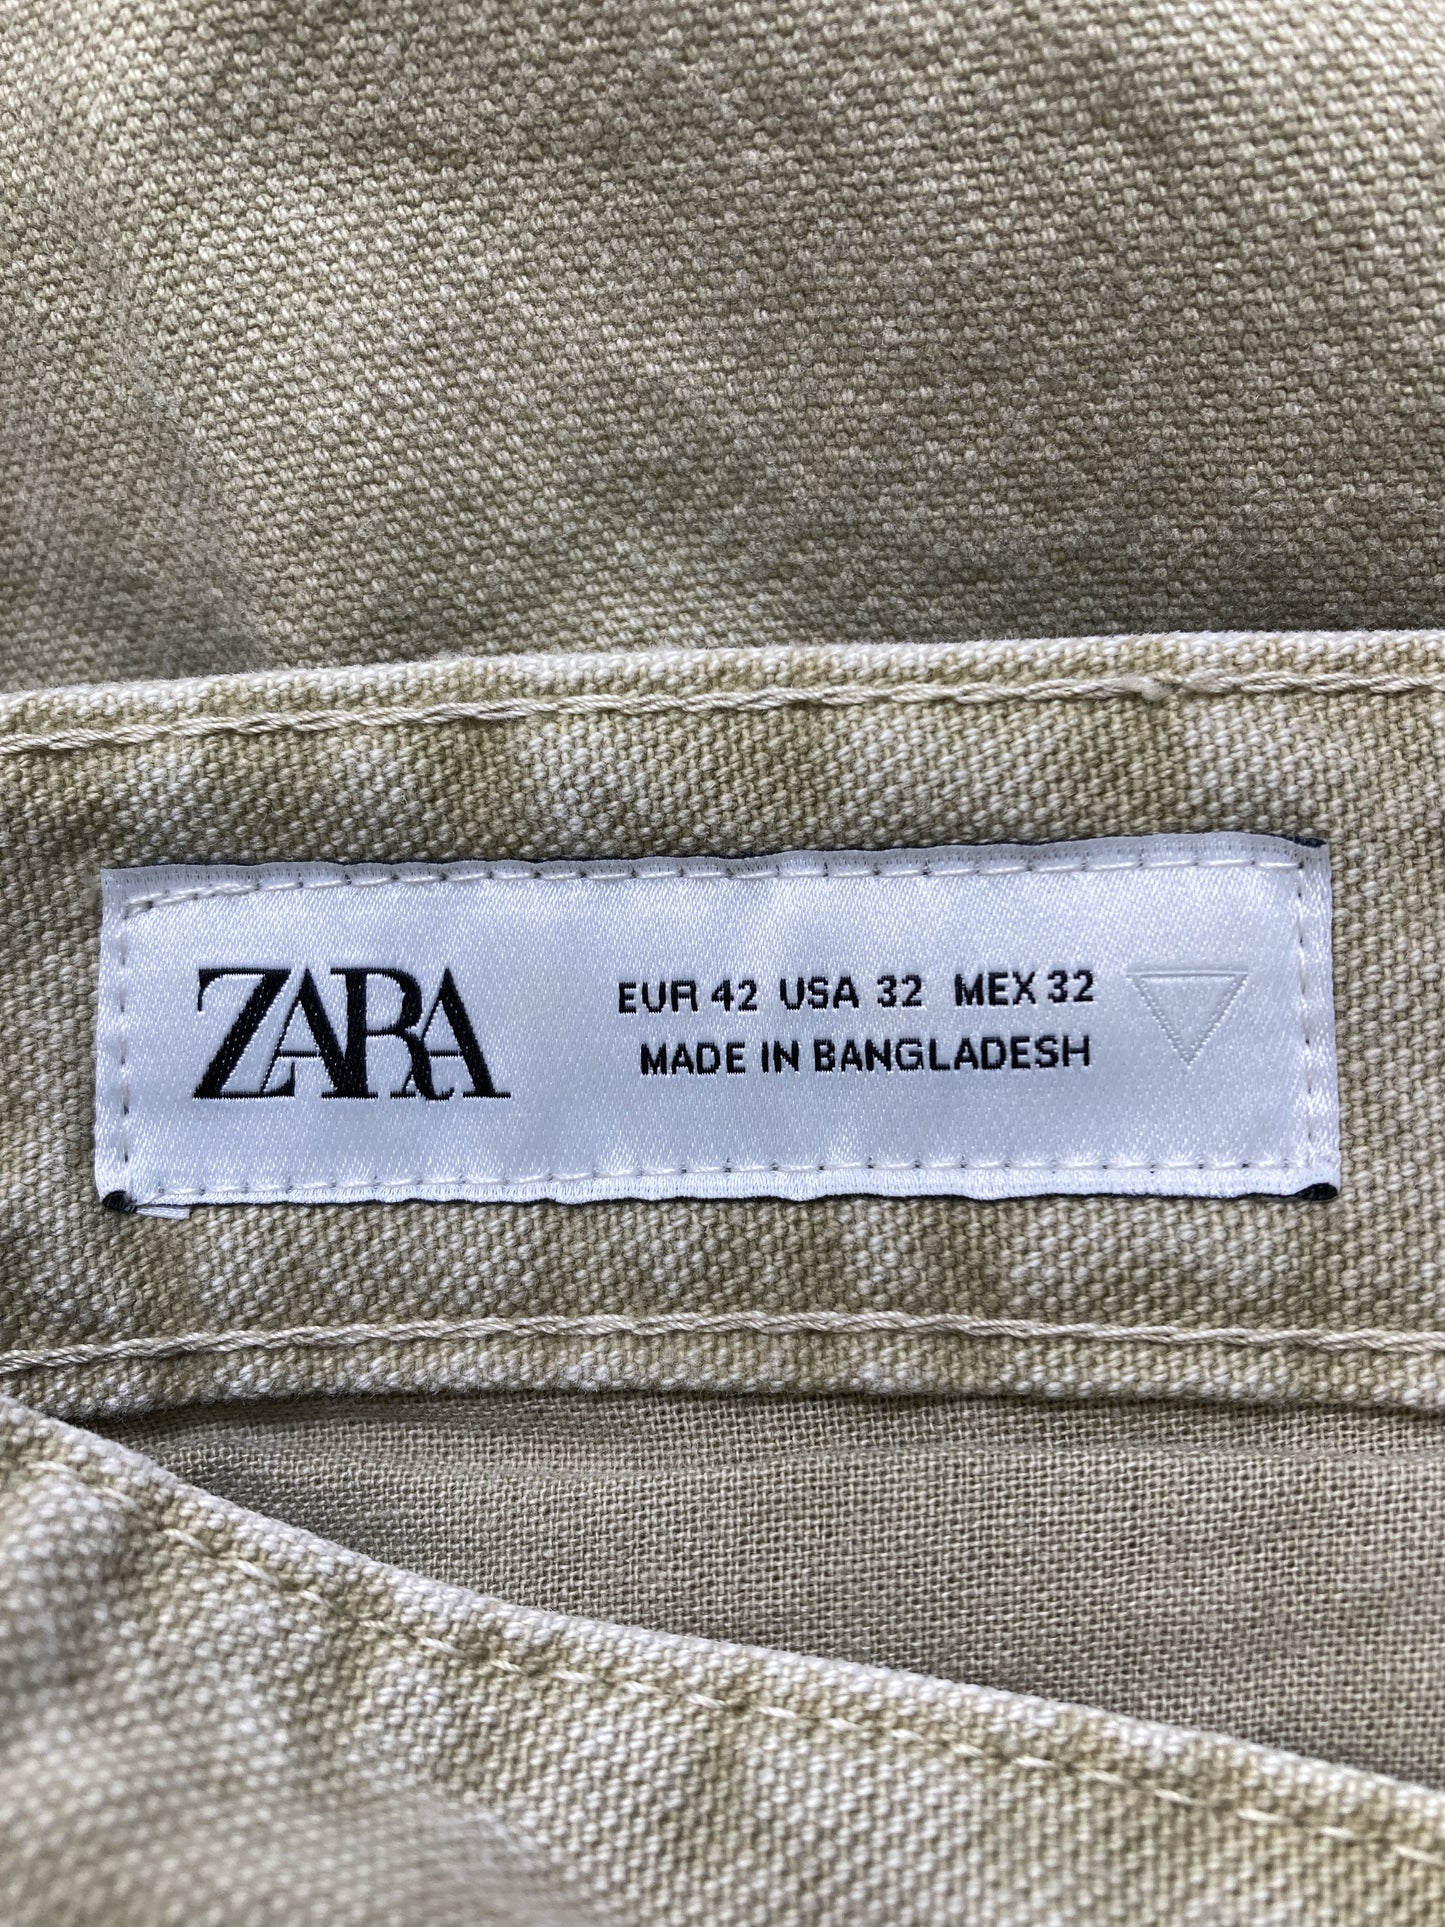 ZARA
EUR 42 USA 32 MEX 32
MADE IN BANGLADESH